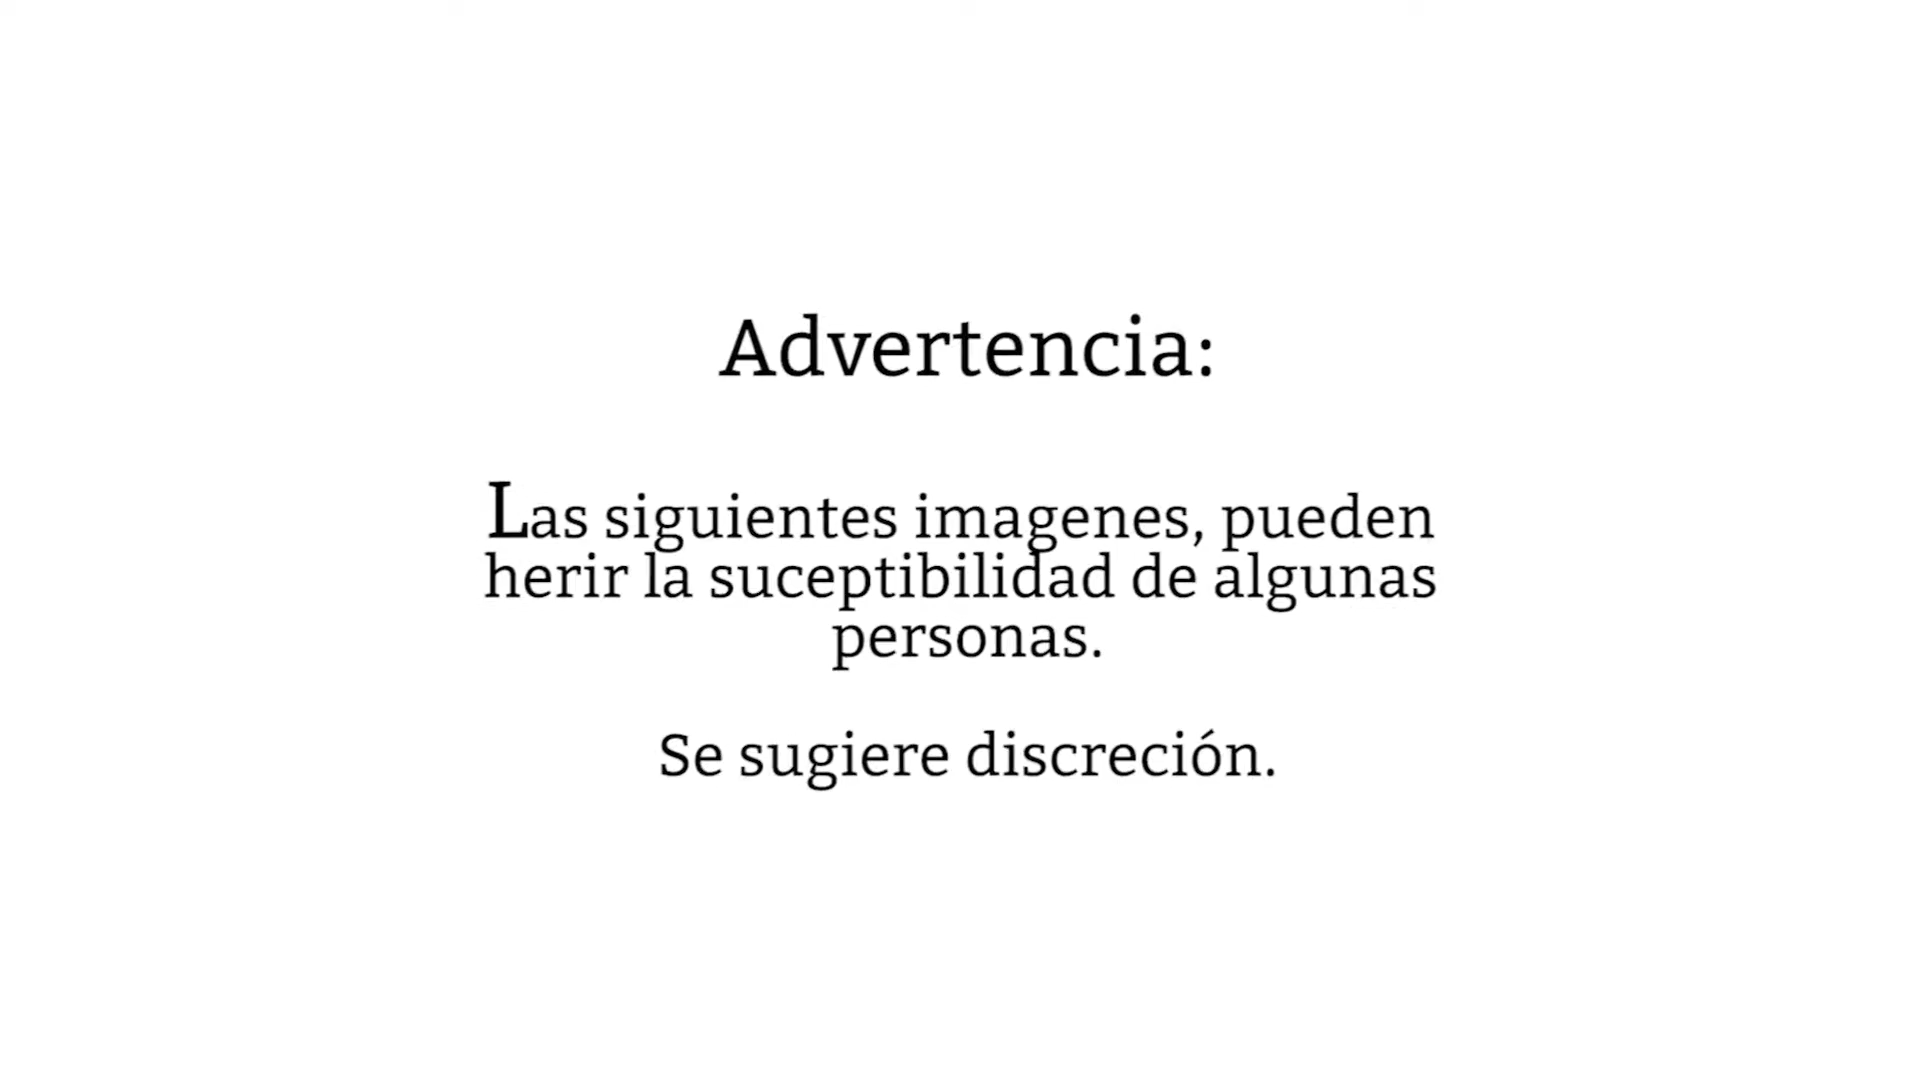 Advertencia:
Las siguientes imagenes, pueden
herir la suceptibilidad de algunas
personas.
Se sugiere discreción.